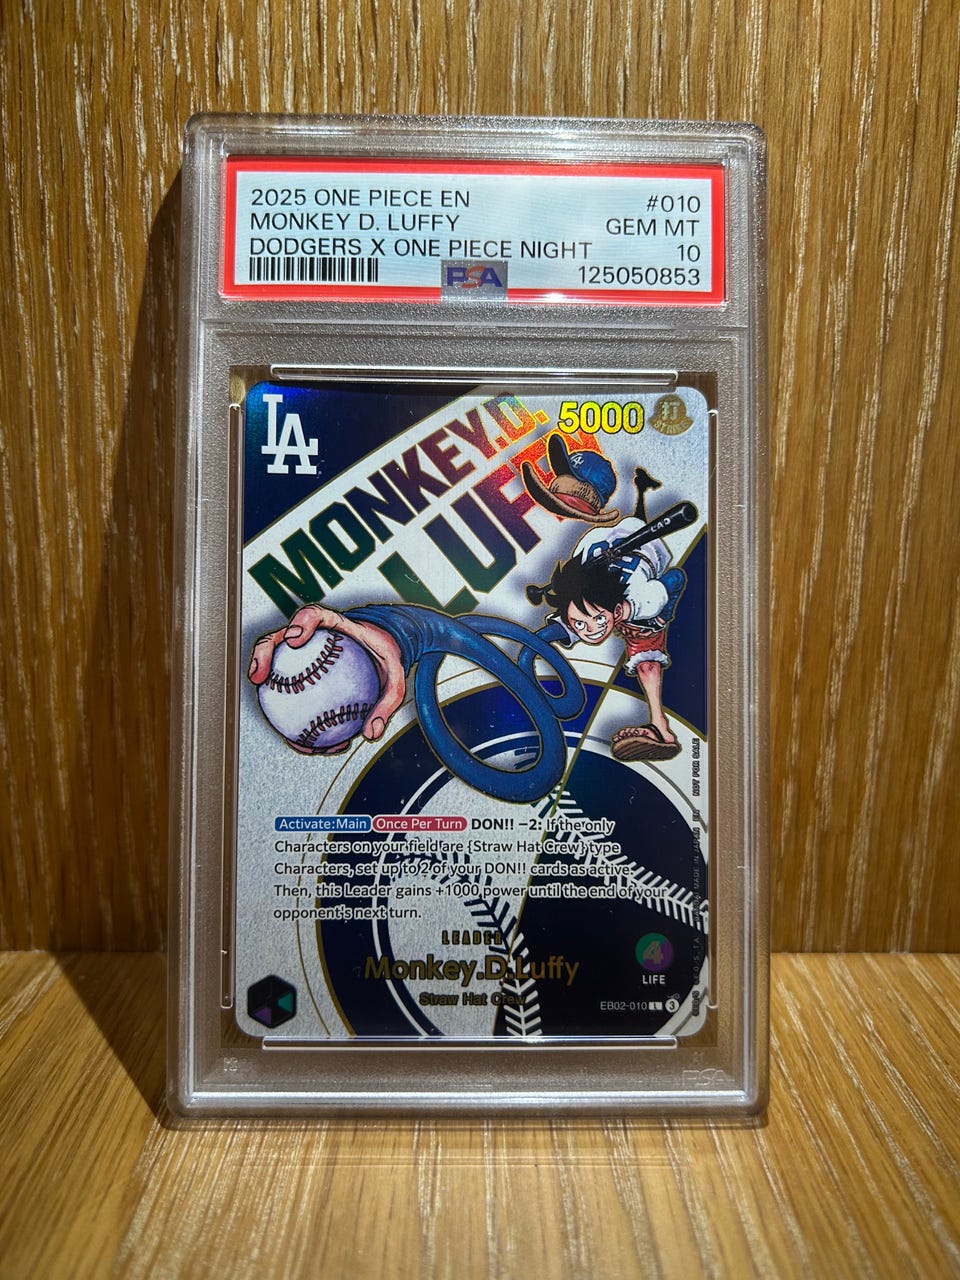 2025 ONE PIECE EN #010
MONKEY D. LUFFY GEM MT
DODGERS X ONE PIECE NIGHT 10
PSA 125050853
LA
5000
MONKEY.D.
LUFFY
Activate:Main Once Per Turn DON!! −2: If the only
Characters on your field are {Straw Hat Crew} type
Characters, set up to 2 of your DON!! cards as active.
Then, this Leader gains +1000 power until the end of your
opponent's next turn.
LEADER
Monkey.D.Luffy
Straw Hat Crew
4
LIFE
EB02-010 L 3
NOT FOR SALE
PSA